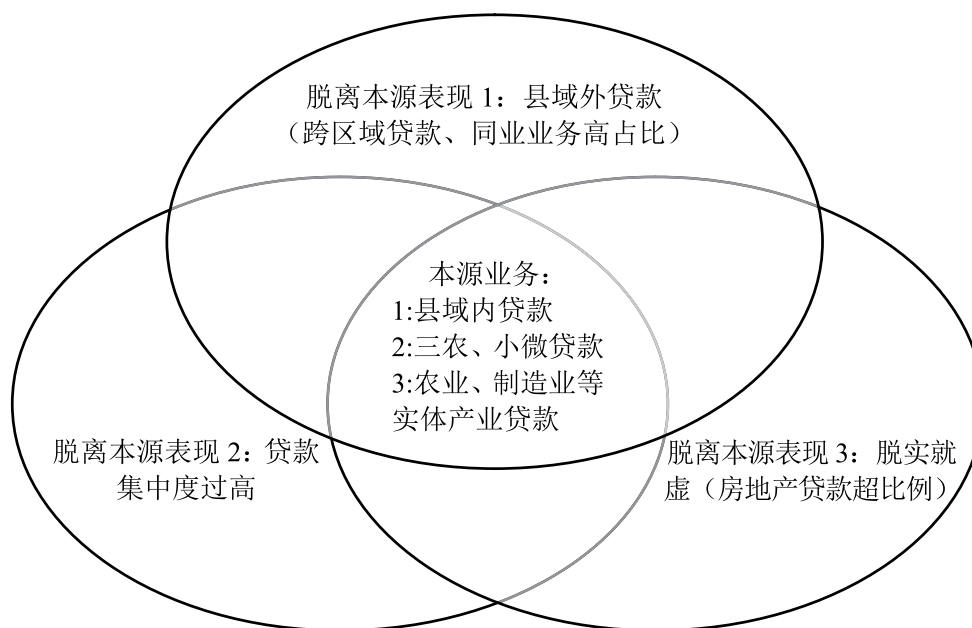 脱离本源表现 1：县域外贷款
（跨区域贷款、同业业务高占比）
本源业务：
1:县域内贷款
2:三农、小微贷款
3:农业、制造业等
实体产业贷款
脱离本源表现 2：贷款
集中度过高
脱离本源表现 3：脱实就
虚（房地产贷款超比例）